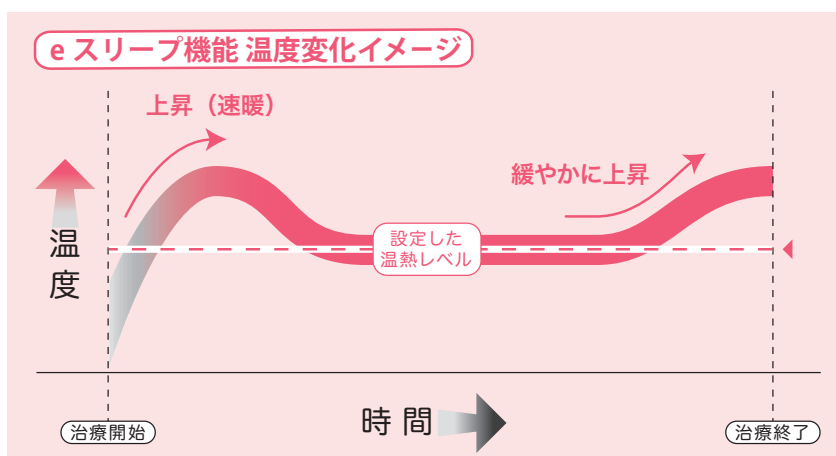 e スリープ機能 温度変化イメージ
上昇（速暖）
緩やかに上昇
温度
設定した
温熱レベル
時間
治療開始
治療終了